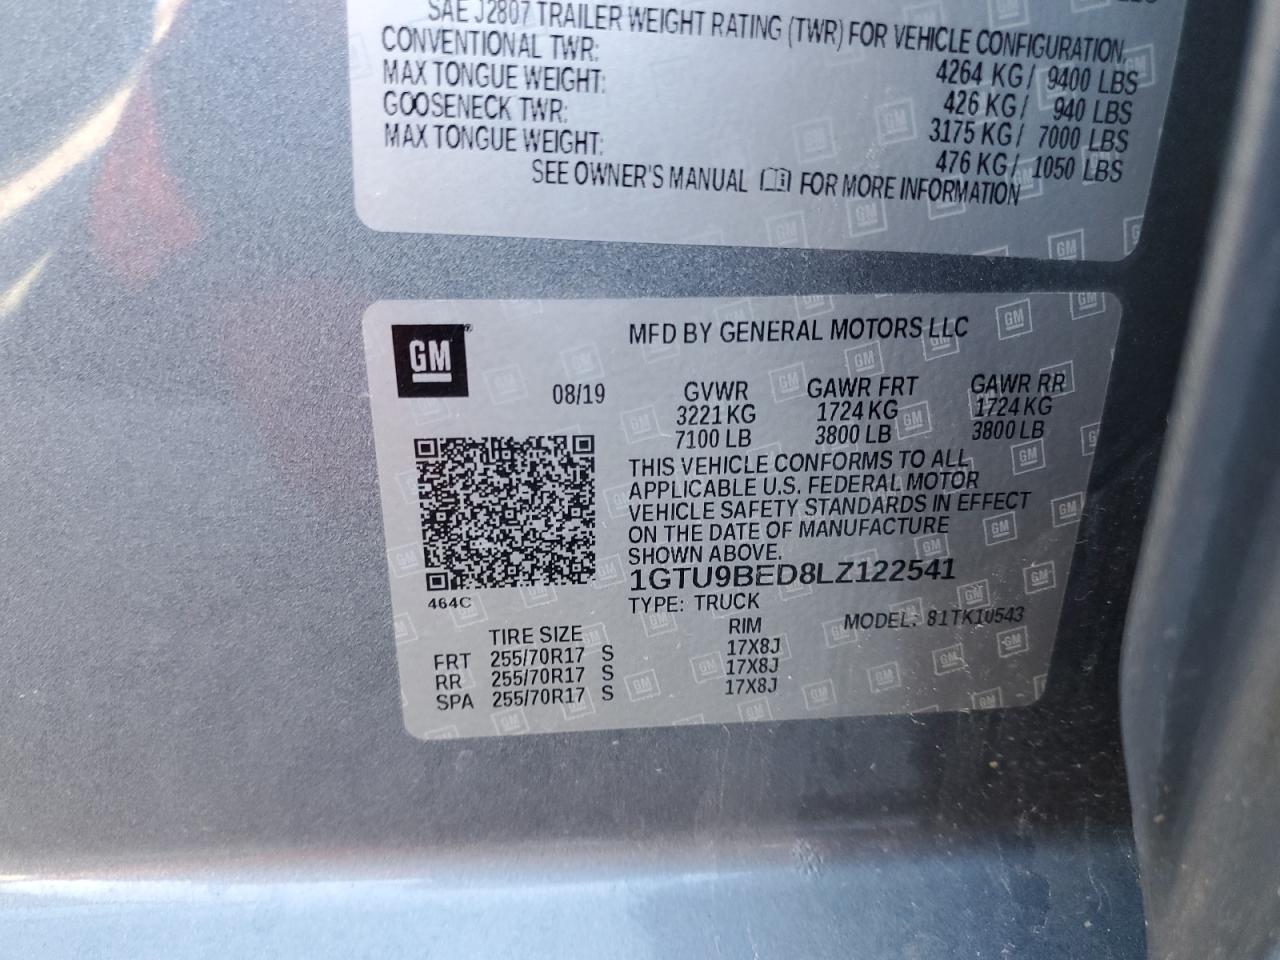 SAE J2807 TRAILER WEIGHT RATING (TWR) FOR VEHICLE CONFIGURATION,
CONVENTIONAL TWR: 4264 KG/ 9400 LBS
MAX TONGUE WEIGHT: 426 KG/ 940 LBS
GOOSENECK TWR: 3175 KG/ 7000 LBS
MAX TONGUE WEIGHT: 476 KG/ 1050 LBS
SEE OWNER'S MANUAL FOR MORE INFORMATION
GM
MFD BY GENERAL MOTORS LLC
08/19
GVWR GAWR FRT GAWR RR
3221 KG 1724 KG 1724 KG
7100 LB 3800 LB 3800 LB
THIS VEHICLE CONFORMS TO ALL
APPLICABLE U.S. FEDERAL MOTOR
VEHICLE SAFETY STANDARDS IN EFFECT
ON THE DATE OF MANUFACTURE
SHOWN ABOVE.
1GTU9BED8LZ122541
464C
TYPE: TRUCK
MODEL: 81TK10543
TIRE SIZE RIM
FRT 255/70R17 S 17X8J
RR 255/70R17 S 17X8J
SPA 255/70R17 S 17X8J